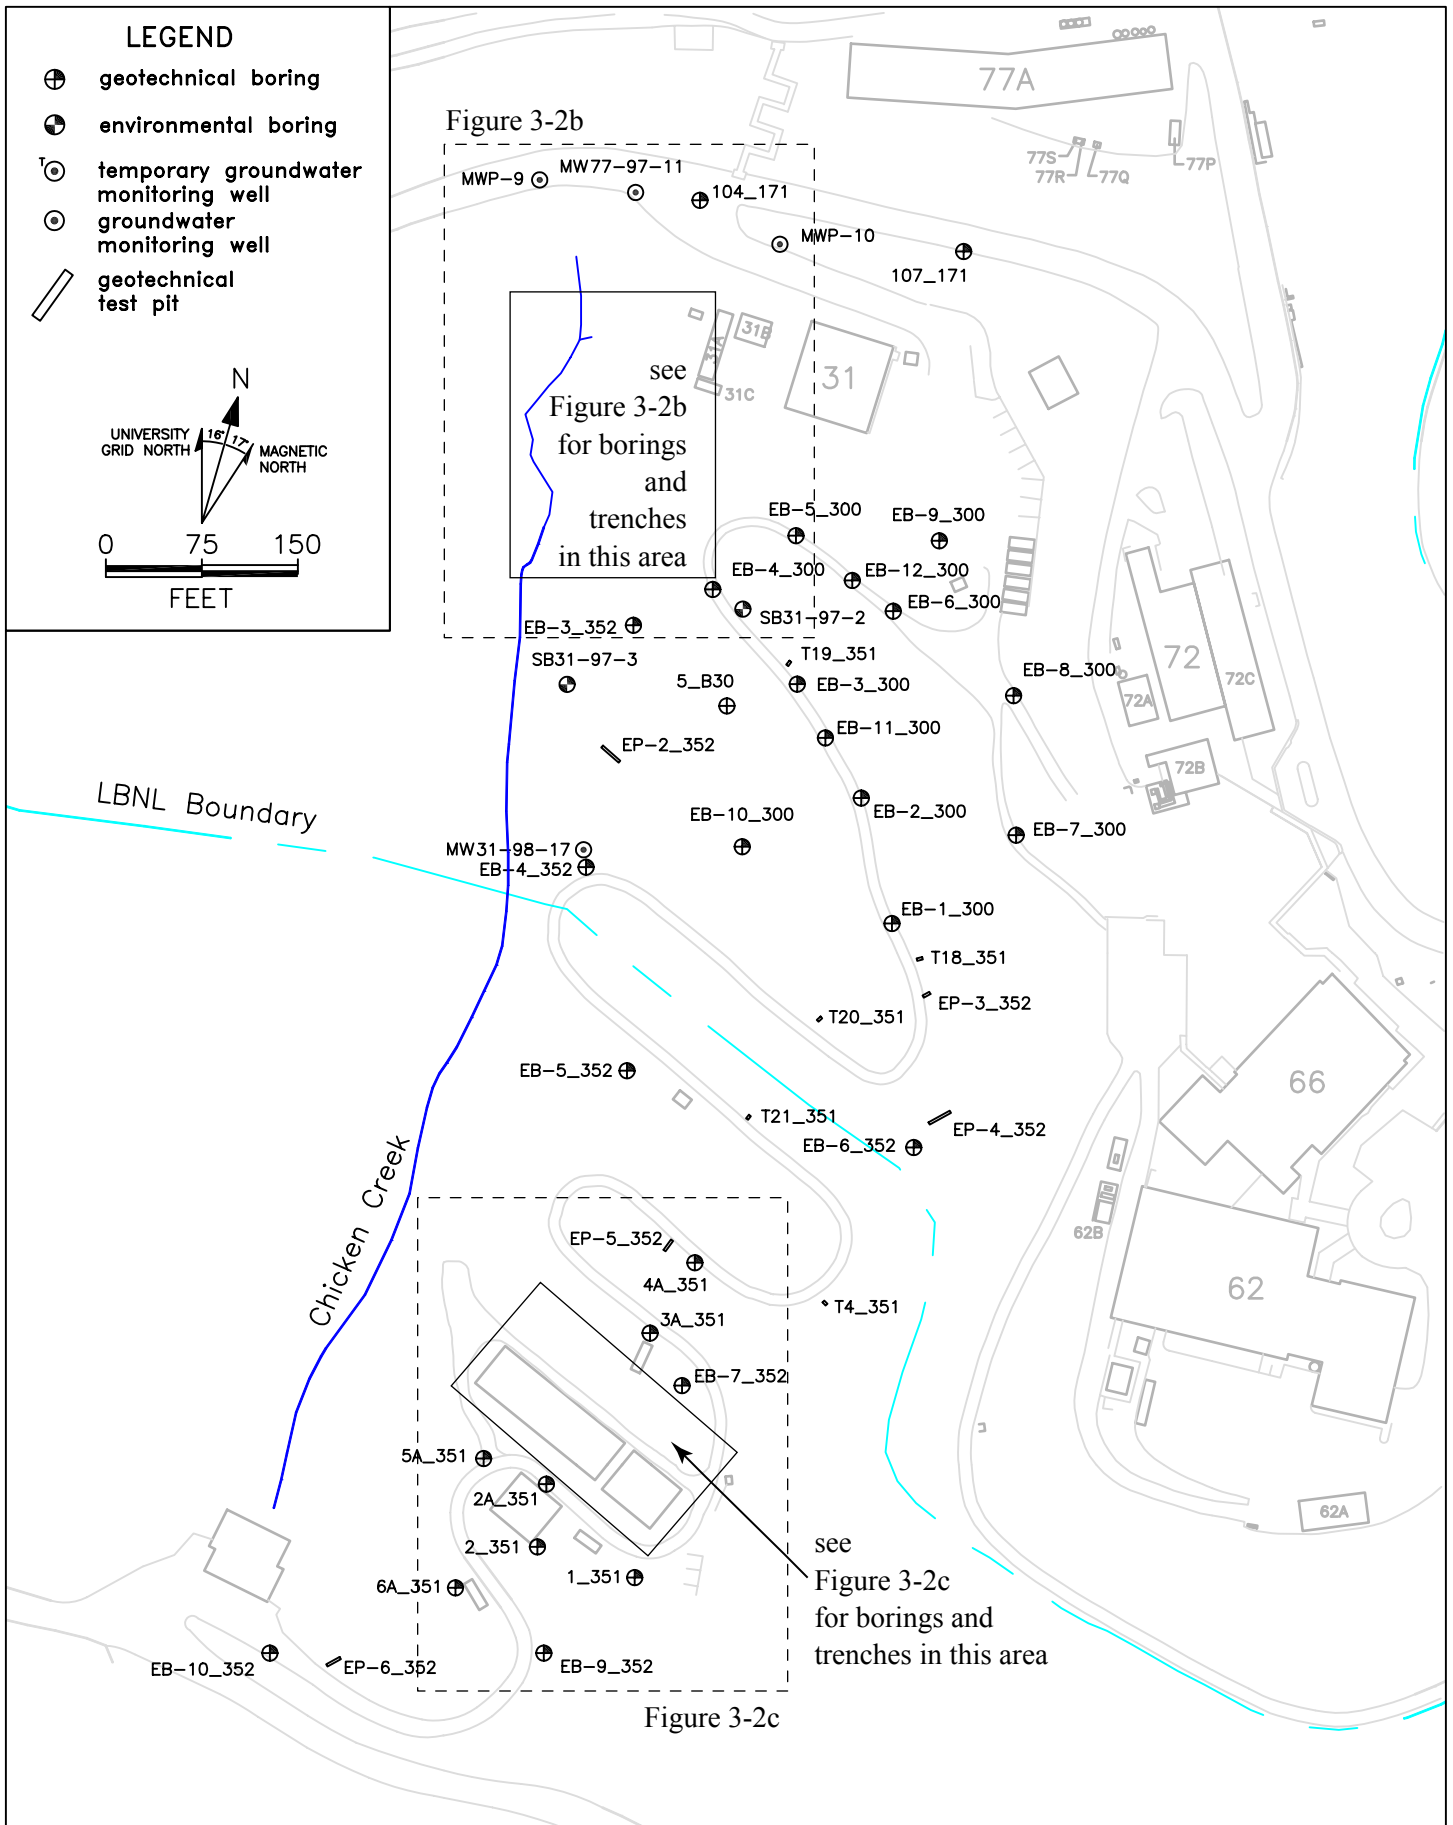 LEGEND
geotechnical boring
environmental boring
T
temporary groundwater
monitoring well
groundwater
monitoring well
geotechnical
test pit
N
UNIVERSITY
GRID NORTH
16° 17°
MAGNETIC
NORTH
0 75 150
FEET
77A
Figure 3-2b
77S
77R
77Q
77P
MWP-9
MW77-97-11
104_171
MWP-10
107_171
31A
31B
31C
31
see
Figure 3-2b
for borings
and
trenches
in this area
EB-5_300
EB-9_300
EB-4_300
EB-12_300
EB-6_300
SB31-97-2
EB-3_352
SB31-97-3
T19_351
EB-3_300
5_B30
EB-8_300
72
72A
72C
72B
EB-11_300
EP-2_352
EB-2_300
LBNL Boundary
EB-10_300
EB-7_300
MW31-98-17
EB-4_352
EB-1_300
T18_351
EP-3_352
T20_351
EB-5_352
T21_351
EB-6_352
EP-4_352
66
Chicken Creek
62B
62
EP-5_352
4A_351
T4_351
3A_351
EB-7_352
5A_351
2A_351
62A
2_351
1_351
6A_351
see
Figure 3-2c
for borings and
trenches in this area
EB-10_352
EP-6_352
EB-9_352
Figure 3-2c